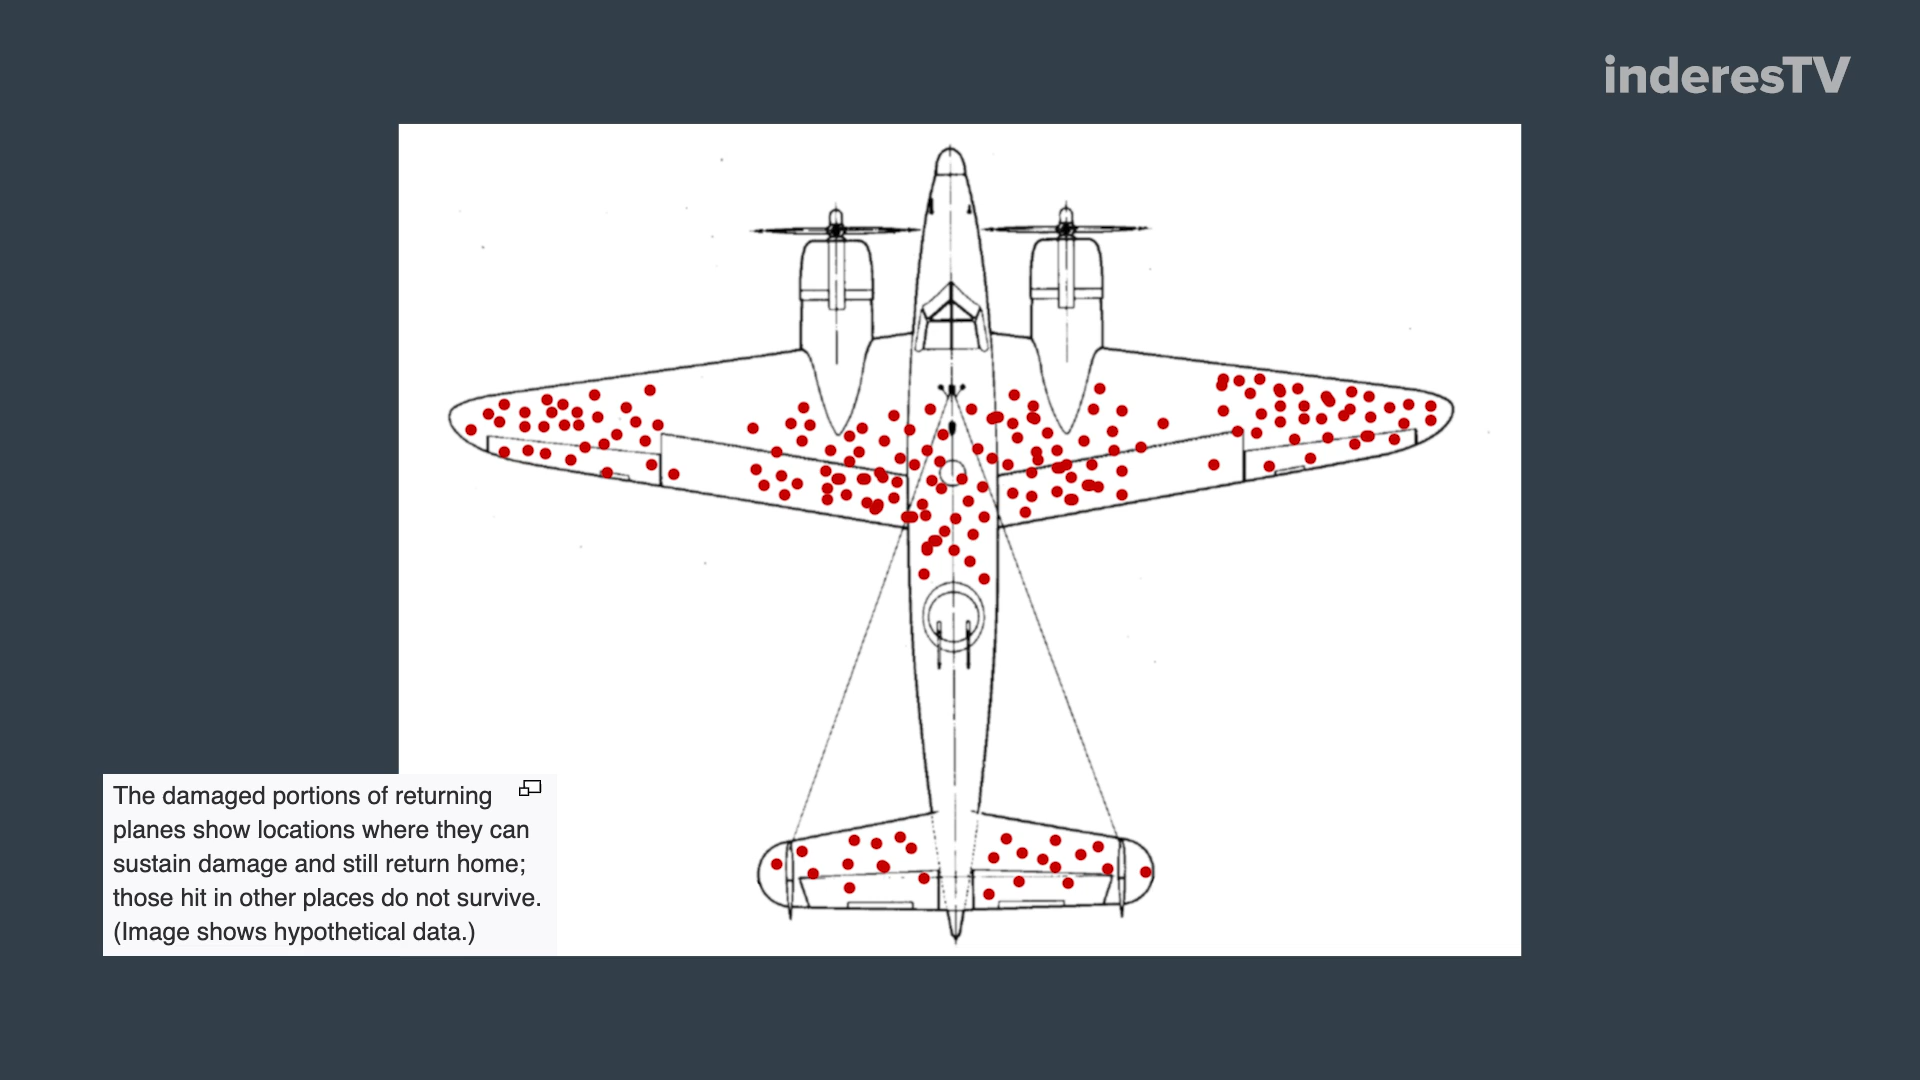 inderesTV
The damaged portions of returning
planes show locations where they can
sustain damage and still return home;
those hit in other places do not survive.
(Image shows hypothetical data.)